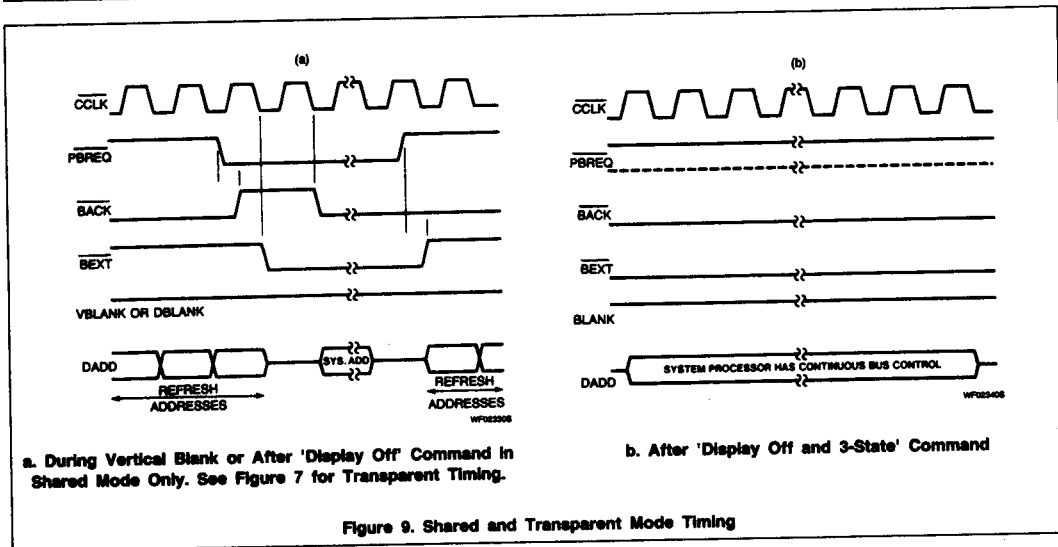 (a)
CCLK
PBREQ
BACK
BEXT
VBLANK OR DBLANK
DADD
SYS. ADD
REFRESH
ADDRESSES
REFRESH
ADDRESSES
WF02330S
a. During Vertical Blank or After 'Display Off' Command in
Shared Mode Only. See Figure 7 for Transparent Timing.
(b)
CCLK
PBREQ
BACK
BEXT
BLANK
DADD
SYSTEM PROCESSOR HAS CONTINUOUS BUS CONTROL
WF02340S
b. After 'Display Off and 3-State' Command
Figure 9. Shared and Transparent Mode Timing